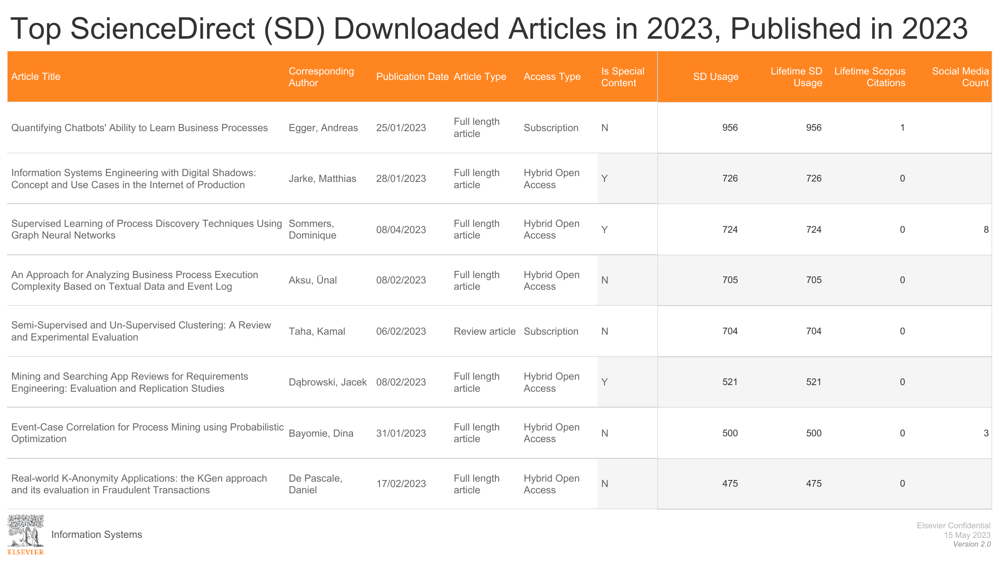 Top ScienceDirect (SD) Downloaded Articles in 2023, Published in 2023
Article Title
Corresponding
Author
Publication Date
Article Type
Access Type
Is Special
Content
SD Usage
Lifetime SD
Usage
Lifetime Scopus
Citations
Social Media
Count
Quantifying Chatbots' Ability to Learn Business Processes
Egger, Andreas
25/01/2023
Full length
article
Subscription
N
956
956
1
Information Systems Engineering with Digital Shadows:
Concept and Use Cases in the Internet of Production
Jarke, Matthias
28/01/2023
Full length
article
Hybrid Open
Access
Y
726
726
0
Supervised Learning of Process Discovery Techniques Using
Graph Neural Networks
Sommers,
Dominique
08/04/2023
Full length
article
Hybrid Open
Access
Y
724
724
0
8
An Approach for Analyzing Business Process Execution
Complexity Based on Textual Data and Event Log
Aksu, Ünal
08/02/2023
Full length
article
Hybrid Open
Access
N
705
705
0
Semi-Supervised and Un-Supervised Clustering: A Review
and Experimental Evaluation
Taha, Kamal
06/02/2023
Review article
Subscription
N
704
704
0
Mining and Searching App Reviews for Requirements
Engineering: Evaluation and Replication Studies
Dąbrowski, Jacek
08/02/2023
Full length
article
Hybrid Open
Access
Y
521
521
0
Event-Case Correlation for Process Mining using Probabilistic
Optimization
Bayomie, Dina
31/01/2023
Full length
article
Hybrid Open
Access
N
500
500
0
3
Real-world K-Anonymity Applications: the KGen approach
and its evaluation in Fraudulent Transactions
De Pascale,
Daniel
17/02/2023
Full length
article
Hybrid Open
Access
N
475
475
0
ELSEVIER
Information Systems
Elsevier Confidential
15 May 2023
Version 2.0